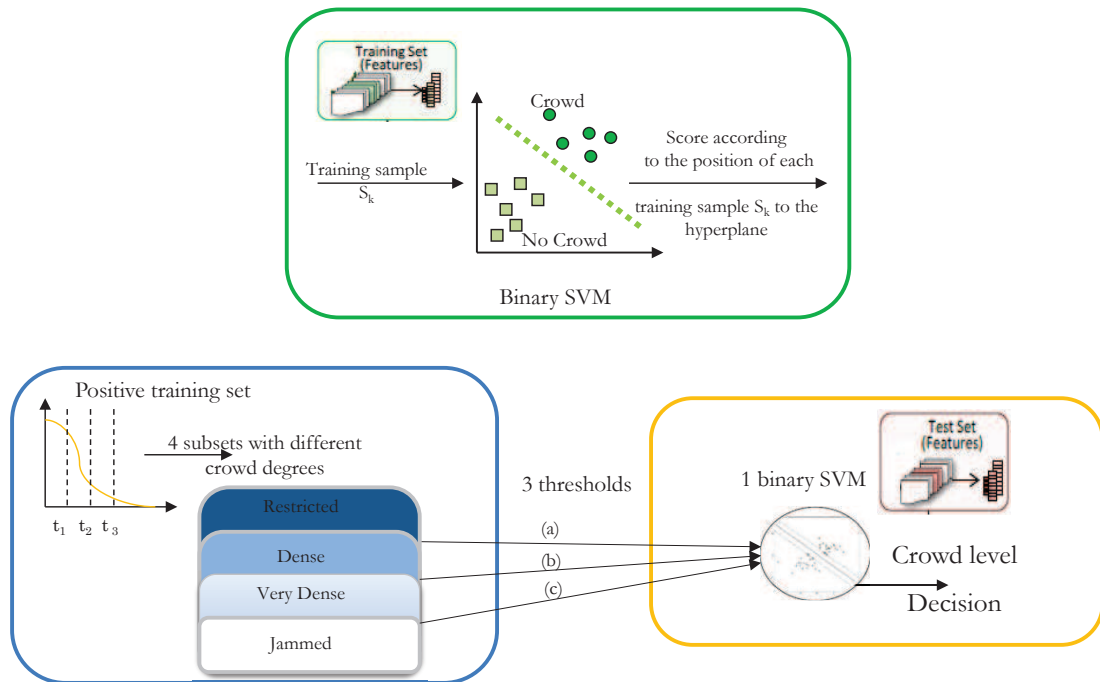 Training Set
(Features)
Training sample
S_k
Crowd
No Crowd
Score according
to the position of each
training sample S_k to the
hyperplane
Binary SVM
Positive training set
4 subsets with different
crowd degrees
t_1 t_2 t_3
Restricted
Dense
Very Dense
Jammed
3 thresholds
(a)
(b)
(c)
1 binary SVM
Test Set
(Features)
Crowd level
Decision